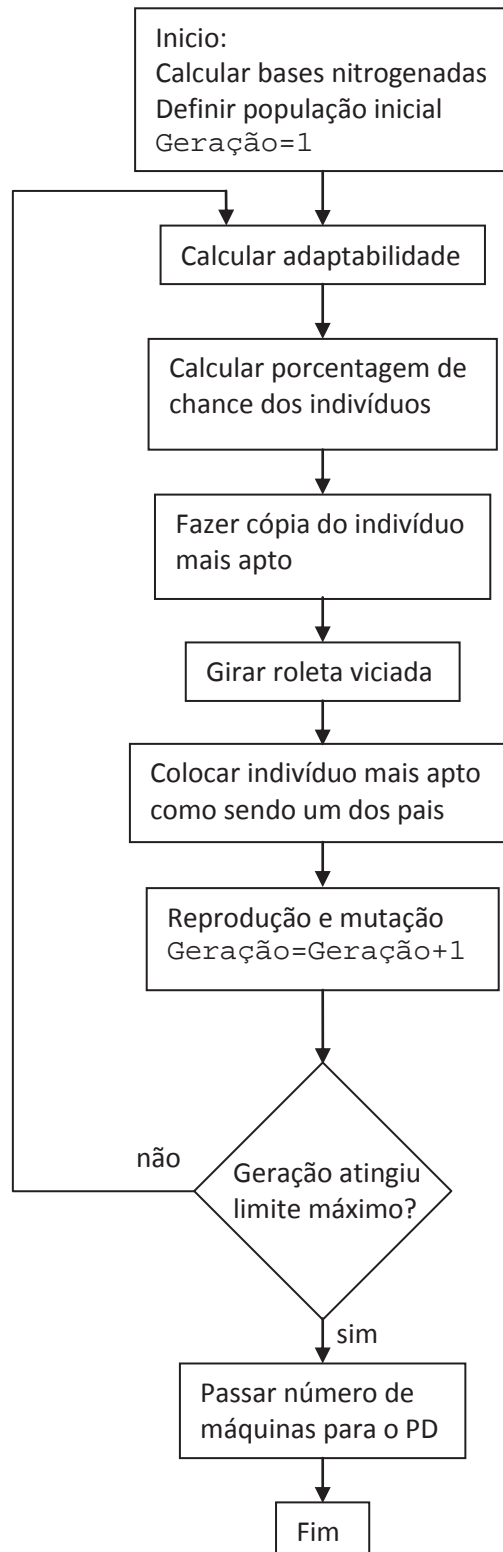 Inicio:
Calcular bases nitrogenadas
Definir população inicial
Geração=1
Calcular adaptabilidade
Calcular porcentagem de
chance dos indivíduos
Fazer cópia do indivíduo
mais apto
Girar roleta viciada
Colocar indivíduo mais apto
como sendo um dos pais
Reprodução e mutação
Geração=Geração+1
não
Geração atingiu
limite máximo?
sim
Passar número de
máquinas para o PD
Fim